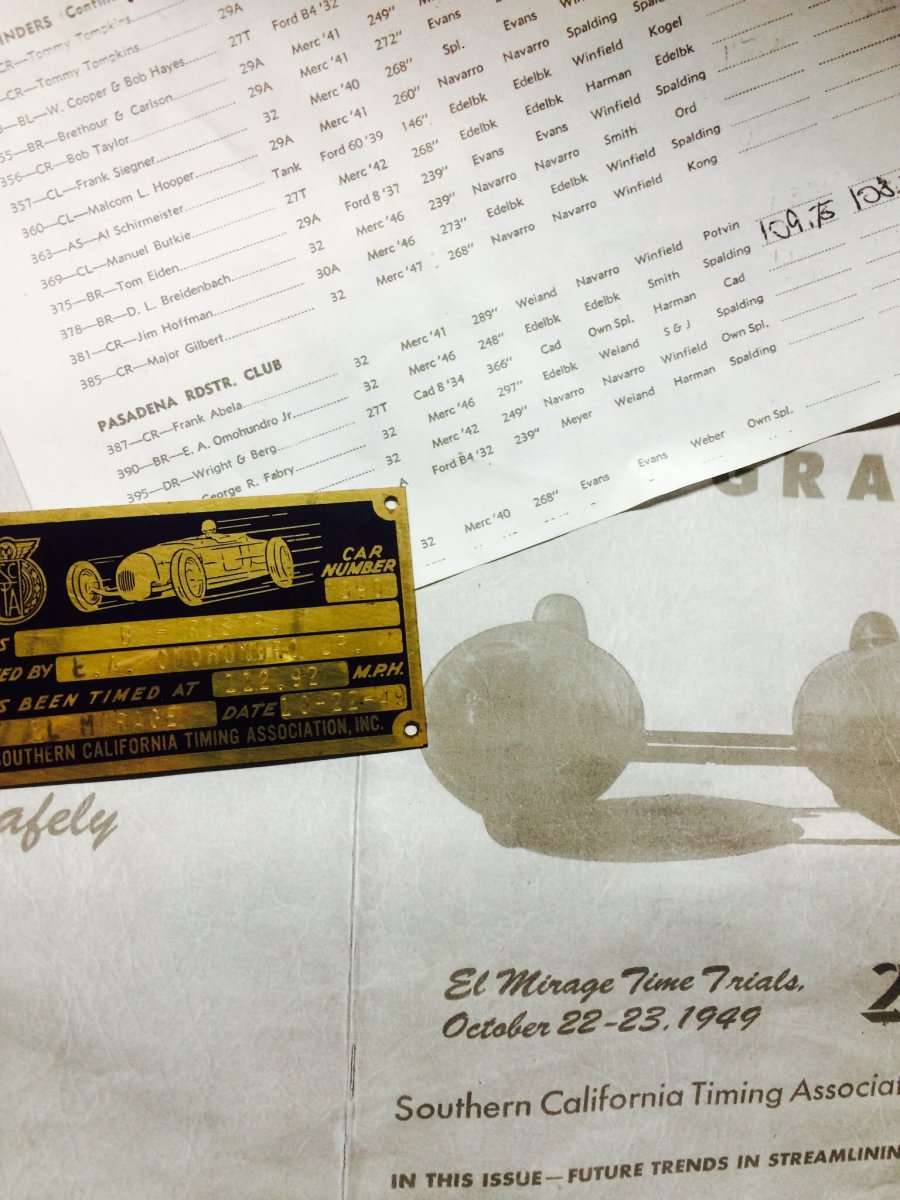 INDERS
CR—Tommy Tompkins
CR—Tommy Tompkins 29A
BL—W. Cooper & Bob Hayes 27T Ford B4 '32
55—BR—Brethour & Carlson 29A Merc '41 249"
356—CR—Bob Taylor 29A Merc '41 272" Evans
357—CL—Frank Siegner 32 Merc '40 268" Spl. Evans
360—CL—Malcom L. Hooper 29A Merc '41 260" Navarro Navarro Spalding
363—AS—Al Schirmeister Tank Ford 60 '39 146" Edelbk Edelbk Winfield Kogel
369—CL—Manuel Butkie 27T Merc '42 268" Edelbk Edelbk Harman Edelbk
375—BR—Tom Eiden 29A Ford 8 '37 239" Evans Evans Winfield Spalding
378—BR—D. L. Breidenbach 32 Merc '46 239" Navarro Navarro Smith Ord
381—CR—Jim Hoffman 30A Merc '46 273" Edelbk Edelbk Winfield Spalding
385—CR—Major Gilbert 32 Merc '47 268" Navarro Navarro Winfield Kong
PASADENA RDSTR. CLUB
387—CR—Frank Abela 32 Merc '41 289" Weiand Navarro Winfield Potvin
390—BR—E. A. Omohundro Jr. 32 Merc '46 248" Edelbk Edelbk Smith Spalding 109.75 108.
395—DR—Wright & Berg 27T Cad 8 '34 366" Cad Own Spl. Harman Cad
George R. Fabry 32 Merc '46 297" Edelbk Weiand S & J Spalding
32 Merc '42 249" Navarro Navarro Winfield Own Spl.
A Ford B4 '32 239" Meyer Weiand Harman Spalding
32 Merc '40 268" Evans Evans Weber Own Spl.
GRA
SCTA
CAR NUMBER
390
S B - RDSTR.
ED BY E. A. OMOHUNDRO JR.
S BEEN TIMED AT 122.92 M.P.H.
EL MIRAGE DATE 10-22-49
SOUTHERN CALIFORNIA TIMING ASSOCIATION, INC.
afely
El Mirage Time Trials,
October 22-23, 1949
2
Southern California Timing Associat
IN THIS ISSUE—FUTURE TRENDS IN STREAMLININ